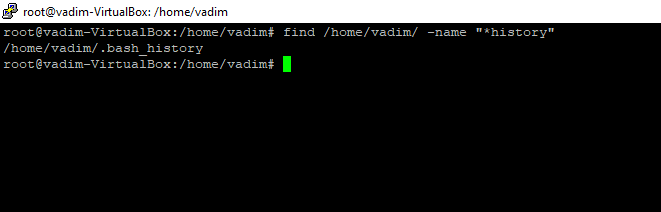 root@vadim-VirtualBox: /home/vadim
root@vadim-VirtualBox:/home/vadim# find /home/vadim/ -name "*history"
/home/vadim/.bash_history
root@vadim-VirtualBox:/home/vadim#